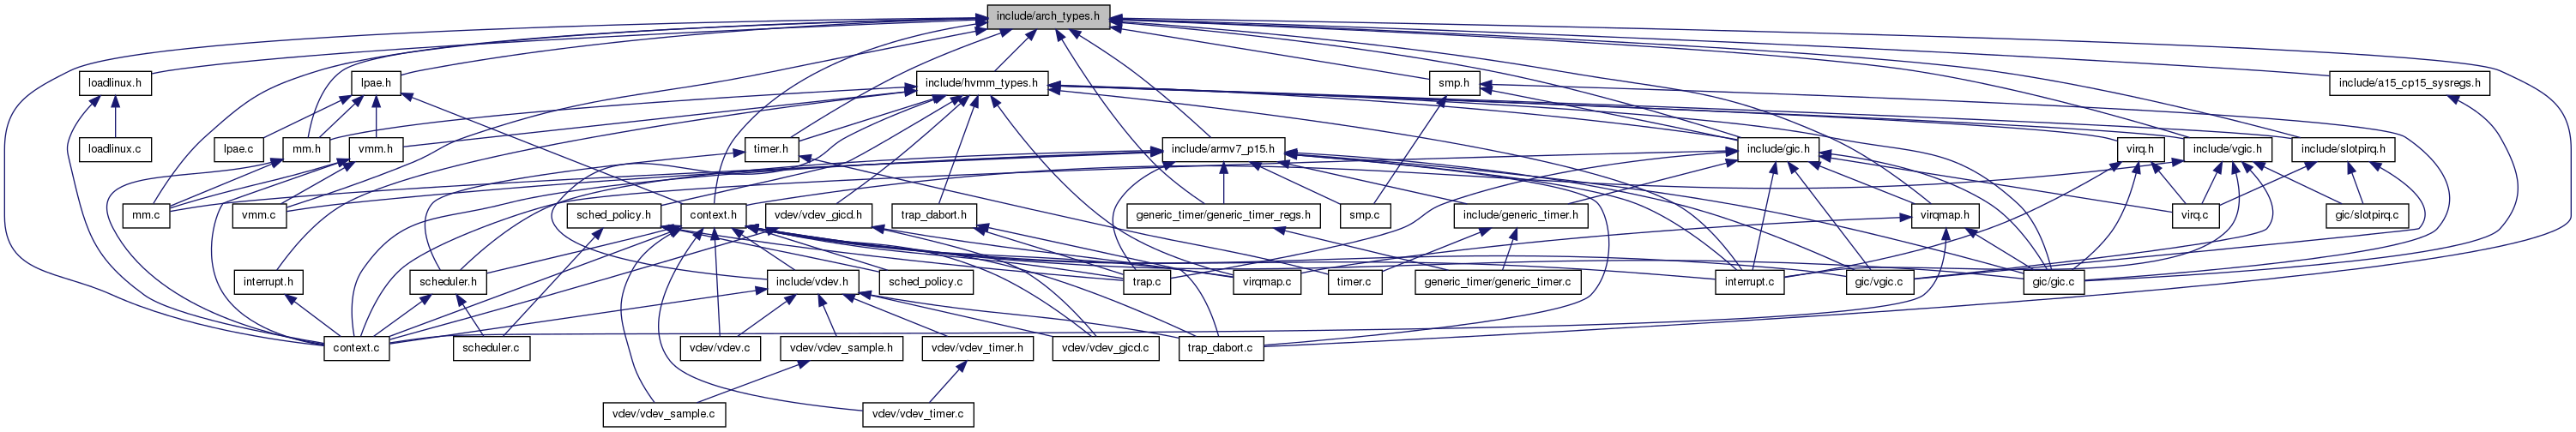 include/arch_types.h
loadlinux.h
lpae.h
include/hvmm_types.h
smp.h
include/a15_cp15_sysregs.h
lpae.c
loadlinux.c
mm.h
vmm.h
timer.h
include/armv7_p15.h
include/gic.h
virq.h
include/vgic.h
include/slotpirq.h
mm.c
vmm.c
sched_policy.h
context.h
vdev/vdev_gicd.h
trap_dabort.h
generic_timer/generic_timer_regs.h
smp.c
include/generic_timer.h
virqmap.h
virq.c
gic/slotpirq.c
interrupt.h
scheduler.h
include/vdev.h
sched_policy.c
trap.c
virqmap.c
timer.c
generic_timer/generic_timer.c
interrupt.c
gic/vgic.c
gic/gic.c
context.c
scheduler.c
vdev/vdev.c
vdev/vdev_sample.h
vdev/vdev_timer.h
vdev/vdev_gicd.c
trap_dabort.c
vdev/vdev_sample.c
vdev/vdev_timer.c